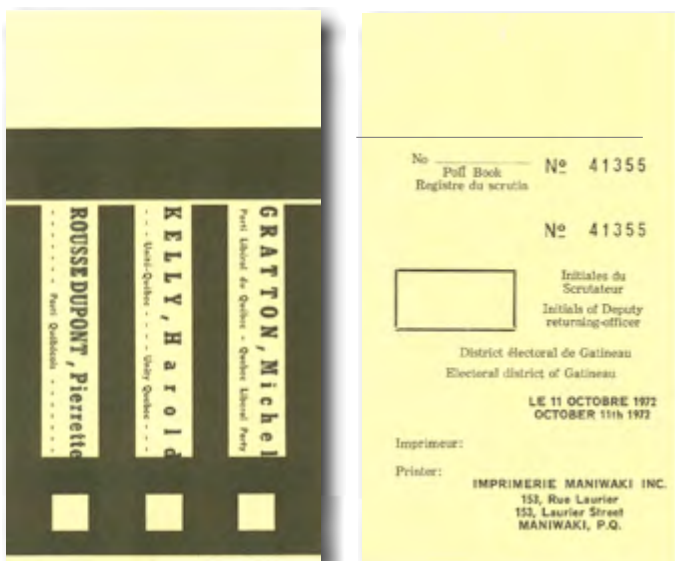 GRATTON, Michel
Parti Libéral du Québec - Quebec Liberal Party
KELLY, Harold
- - - - Unité-Québec - - - - Unity Quebec - - - -
ROUSSEDUPONT, Pierrette
- - - - - - - Parti Québécois - - - - - - -
No ____________
Poll Book
Registre du scrutin
Nº 41355
Nº 41355
Initiales du
Scrutateur
Initials of Deputy
returning-officer
District électoral de Gatineau
Electoral district of Gatineau
LE 11 OCTOBRE 1972
OCTOBER 11th 1972
Imprimeur:
Printer:
IMPRIMERIE MANIWAKI INC.
153, Rue Laurier
153, Laurier Street
MANIWAKI, P.Q.